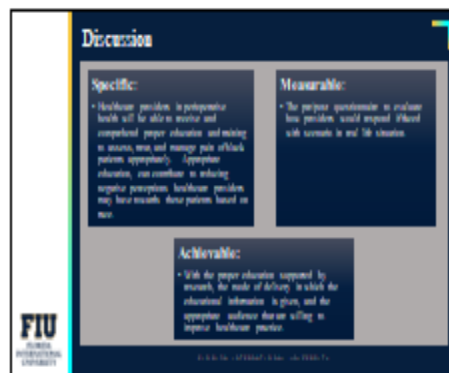 Discussion
Specific:
• Healthcare providers in perioperative
health will be able to receive and
comprehend proper education and training
to assess, treat, and manage pain of black
patients appropriately. Appropriate
education, can contribute to reducing
negative perceptions healthcare providers
may have towards these patients based on
race.
Measurable:
• The purpose questionnaire to evaluate
how providers would respond if faced
with scenario in real life situation.
Achievable:
• With the proper education supported by
research, the mode of delivery in which the
educational information is given, and the
appropriate audience that are willing to
improve healthcare practice.
FIU
FLORIDA
INTERNATIONAL
UNIVERSITY